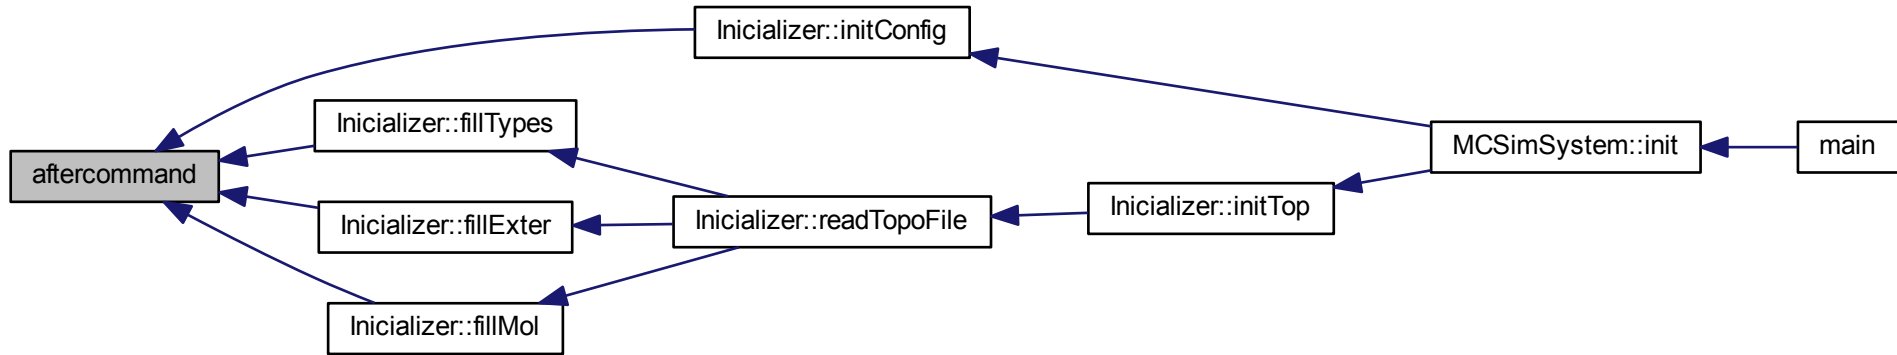 Inicializer::initConfig
Inicializer::fillTypes
MCSimSystem::init
main
aftercommand
Inicializer::initTop
Inicializer::fillExter
Inicializer::readTopoFile
Inicializer::fillMol